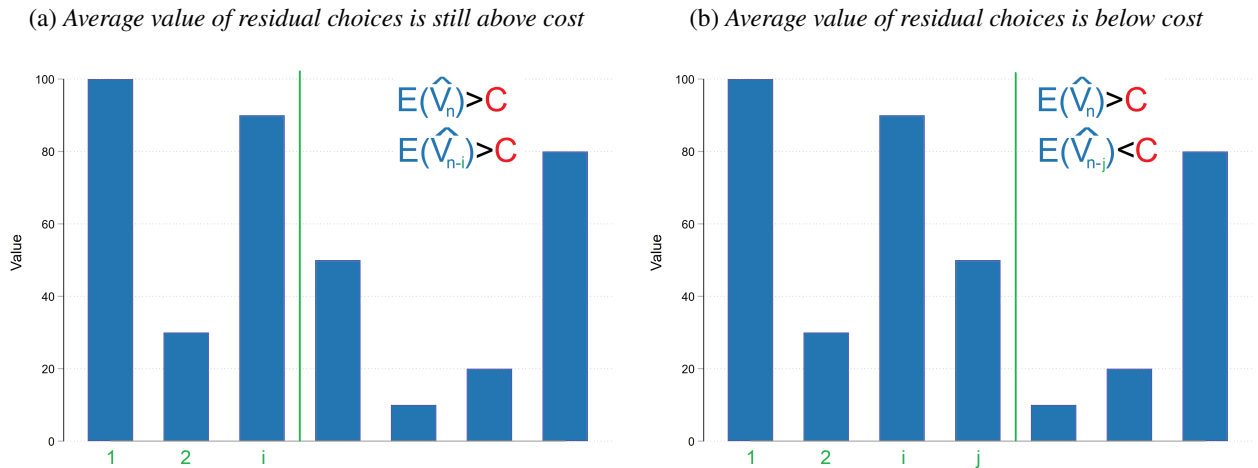 (a) Average value of residual choices is still above cost
E(V̂ₙ)>C
E(V̂ₙ₋ᵢ)>C
Value
100
80
60
40
20
0
1 2 i
(b) Average value of residual choices is below cost
E(V̂ₙ)>C
E(V̂ₙ₋ⱼ)<C
Value
100
80
60
40
20
0
1 2 i j